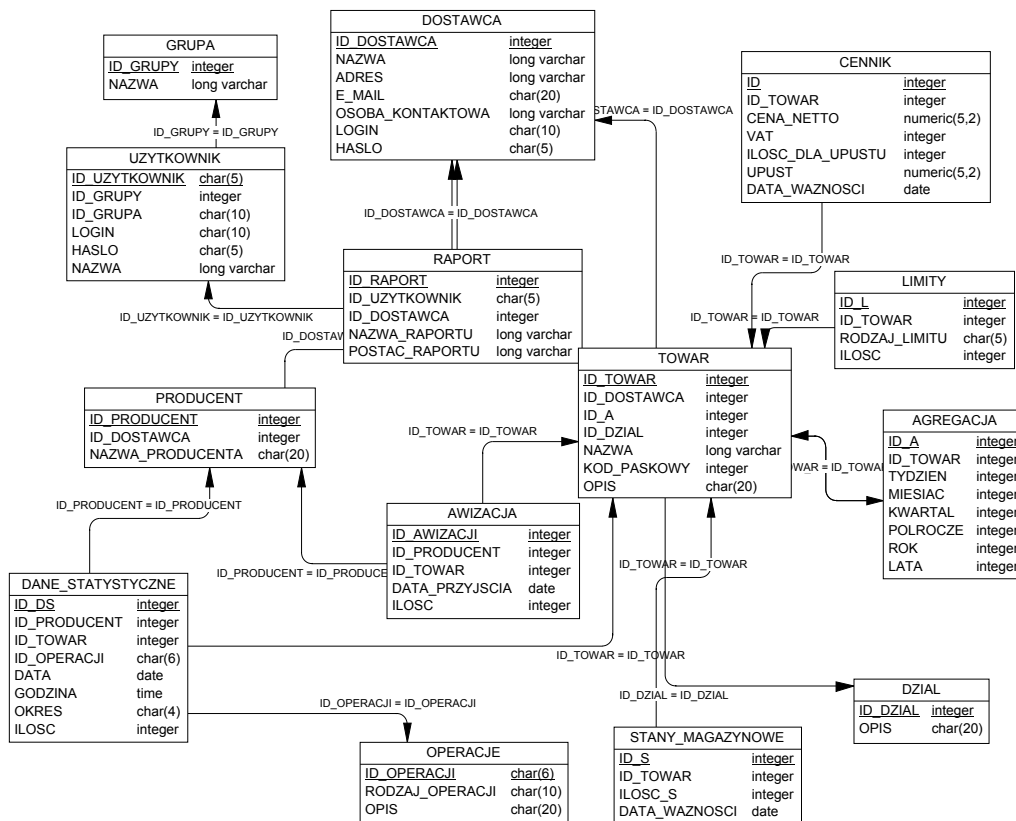 DOSTAWCA
ID_DOSTAWCA integer
NAZWA long varchar
ADRES long varchar
E_MAIL char(20)
OSOBA_KONTAKTOWA long varchar
LOGIN char(10)
HASLO char(5)
GRUPA
ID_GRUPY integer
NAZWA long varchar
ID_GRUPY = ID_GRUPY
STAWCA = ID_DOSTAWCA
CENNIK
ID integer
ID_TOWAR integer
CENA_NETTO numeric(5,2)
VAT integer
ILOSC_DLA_UPUSTU integer
UPUST numeric(5,2)
DATA_WAZNOSCI date
UZYTKOWNIK
ID_UZYTKOWNIK char(5)
ID_GRUPY integer
ID_GRUPA char(10)
LOGIN char(10)
HASLO char(5)
NAZWA long varchar
ID_DOSTAWCA = ID_DOSTAWCA
RAPORT
ID_RAPORT integer
ID_UZYTKOWNIK char(5)
ID_DOSTAWCA integer
NAZWA_RAPORTU long varchar
POSTAC_RAPORTU long varchar
ID_TOWAR = ID_TOWAR
LIMITY
ID_L integer
ID_TOWAR integer
RODZAJ_LIMITU char(5)
ILOSC integer
ID_UZYTKOWNIK = ID_UZYTKOWNIK
ID_TOWAR = ID_TOWAR
ID_DOSTAW
TOWAR
ID_TOWAR integer
ID_DOSTAWCA integer
ID_A integer
ID_DZIAL integer
NAZWA long varchar
KOD_PASKOWY integer
OPIS char(20)
PRODUCENT
ID_PRODUCENT integer
ID_DOSTAWCA integer
NAZWA_PRODUCENTA char(20)
AGREGACJA
ID_A integer
ID_TOWAR integer
TYDZIEN integer
MIESIAC integer
KWARTAL integer
POLROCZE integer
ROK integer
LATA integer
ID_TOWAR = ID_TOWAR
OWAR = ID_TOWA
ID_PRODUCENT = ID_PRODUCENT
AWIZACJA
ID_AWIZACJI integer
ID_PRODUCENT integer
ID_TOWAR integer
DATA_PRZYJSCIA date
ILOSC integer
ID_TOWAR = ID_TOWAR
ID_PRODUCENT = ID_PRODUCE
DANE_STATYSTYCZNE
ID_DS integer
ID_PRODUCENT integer
ID_TOWAR integer
ID_OPERACJI char(6)
DATA date
GODZINA time
OKRES char(4)
ILOSC integer
ID_TOWAR = ID_TOWAR
ID_DZIAL = ID_DZIAL
DZIAL
ID_DZIAL integer
OPIS char(20)
ID_OPERACJI = ID_OPERACJI
OPERACJE
ID_OPERACJI char(6)
RODZAJ_OPERACJI char(10)
OPIS char(20)
STANY_MAGAZYNOWE
ID_S integer
ID_TOWAR integer
ILOSC_S integer
DATA_WAZNOSCI date